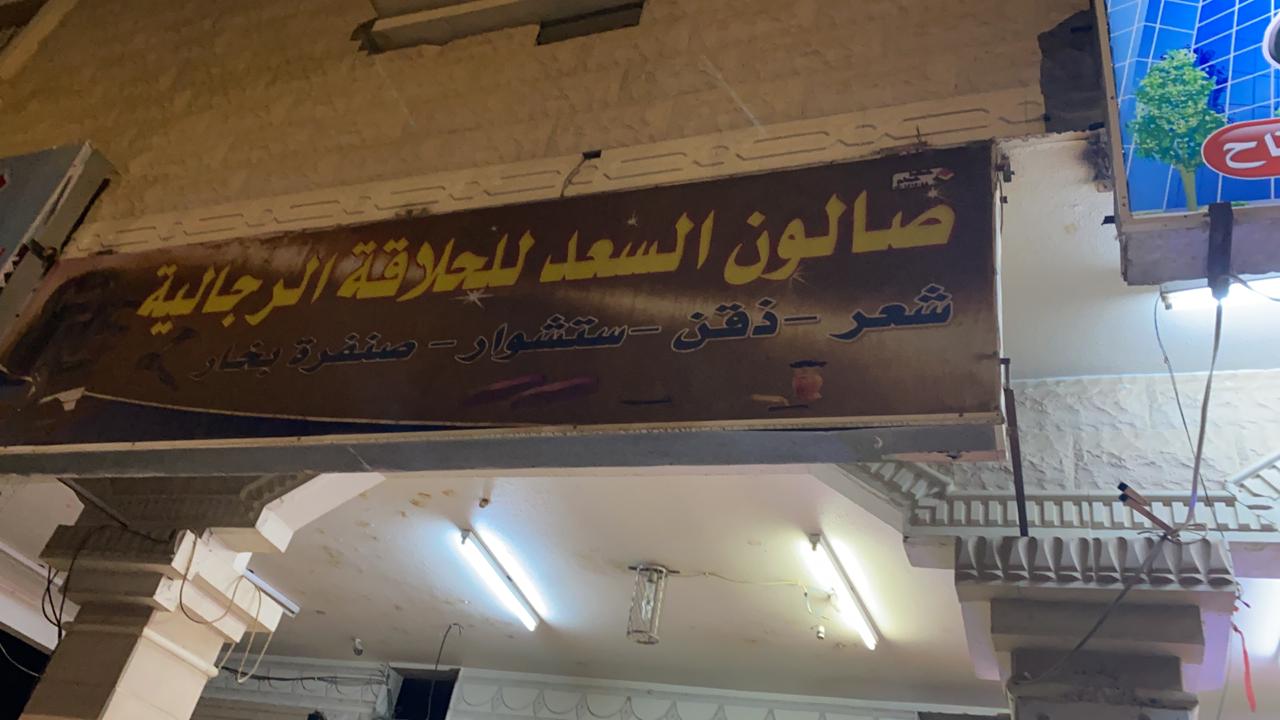 صالون السعد للحلاقة الرجالية
شعر - ذقن - ستشوار - صنفرة بخار